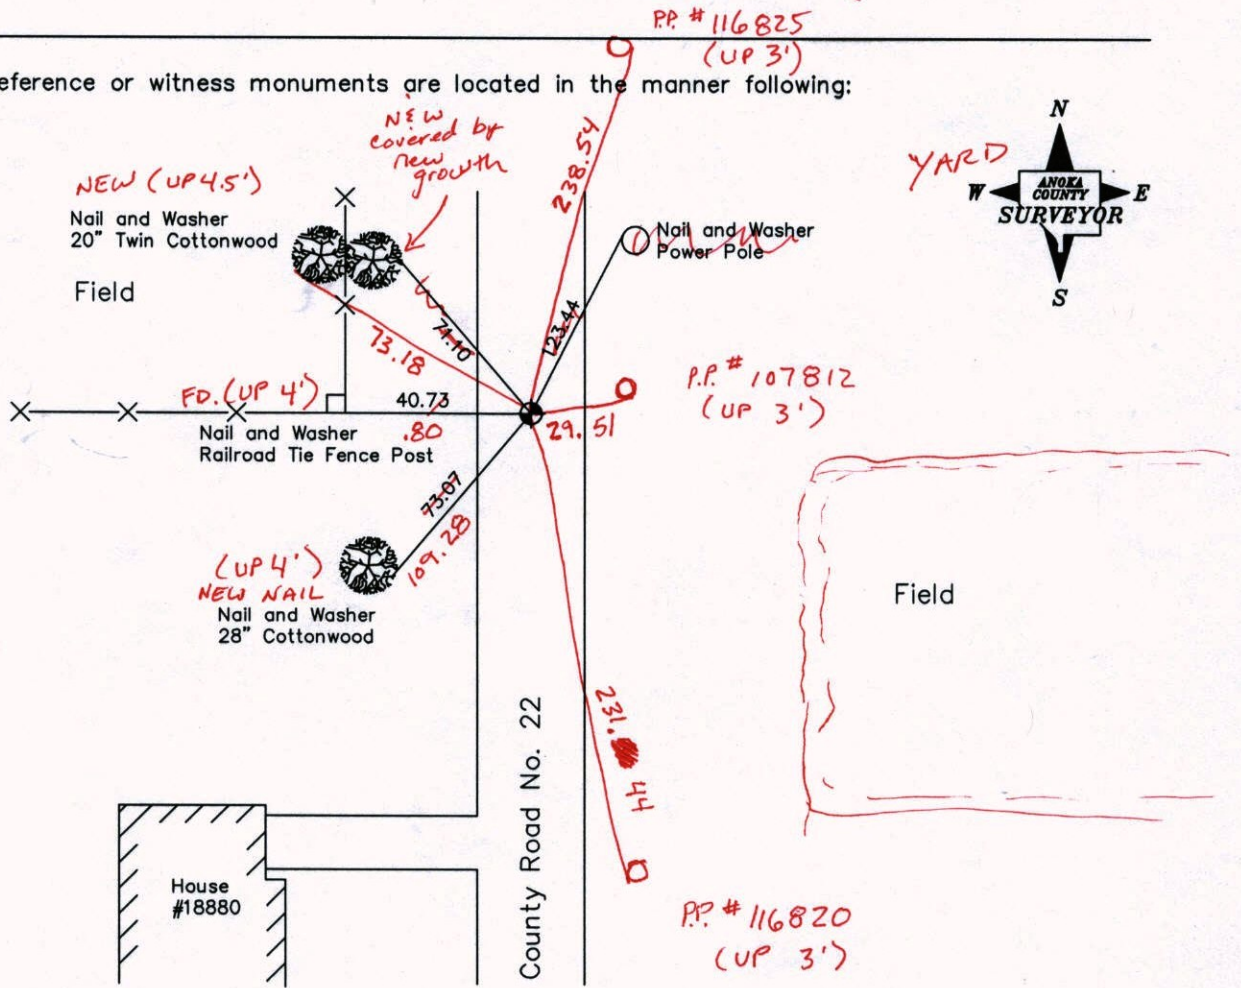 P.P. # 116825
(UP 3')
eference or witness monuments are located in the manner following:
NEW
covered by
new
growth
NEW (UP 4.5')
Nail and Washer
20" Twin Cottonwood
Field
238.54
YARD
N
W
E
S
ANOKA
COUNTY
SURVEYOR
Nail and Washer
Power Pole
71.10
73.18
123.44
P.P. # 107812
(UP 3')
FD. (UP 4')
40.73
.80
29.51
Nail and Washer
Railroad Tie Fence Post
73.07
109.28
(UP 4')
NEW NAIL
Nail and Washer
28" Cottonwood
Field
231. 44
County Road No. 22
House
#18880
P.P. # 116820
(UP 3')